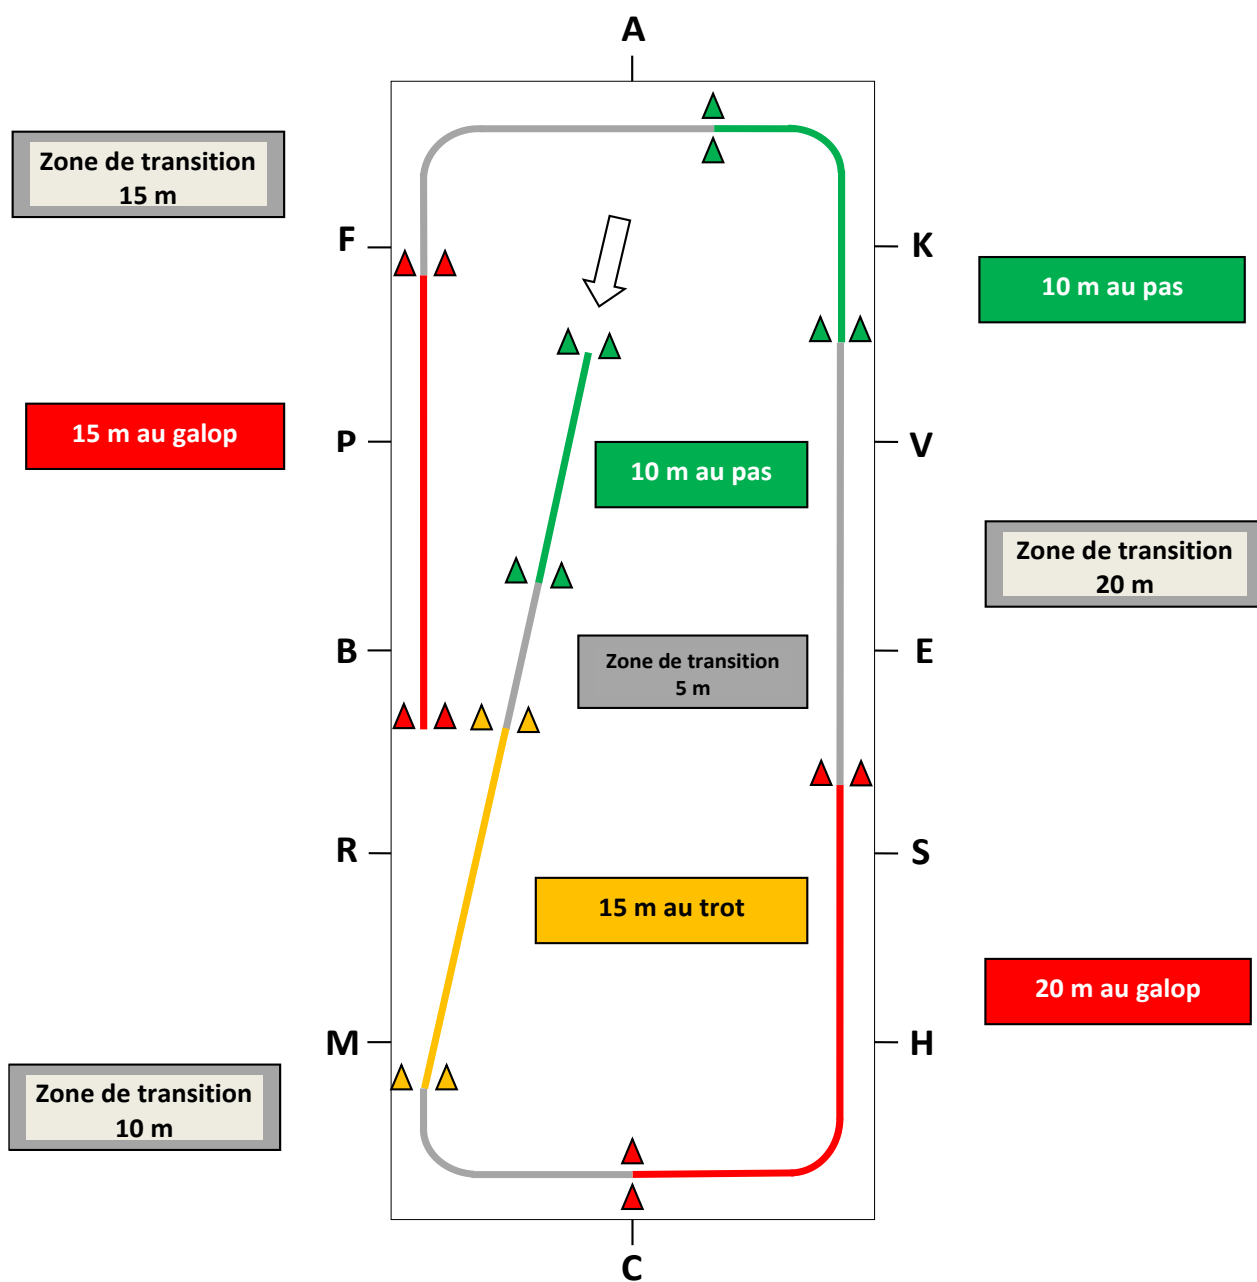 A
Zone de transition
15 m
F
K
10 m au pas
15 m au galop
P
V
10 m au pas
Zone de transition
20 m
B
E
Zone de transition
5 m
R
S
15 m au trot
20 m au galop
M
H
Zone de transition
10 m
C